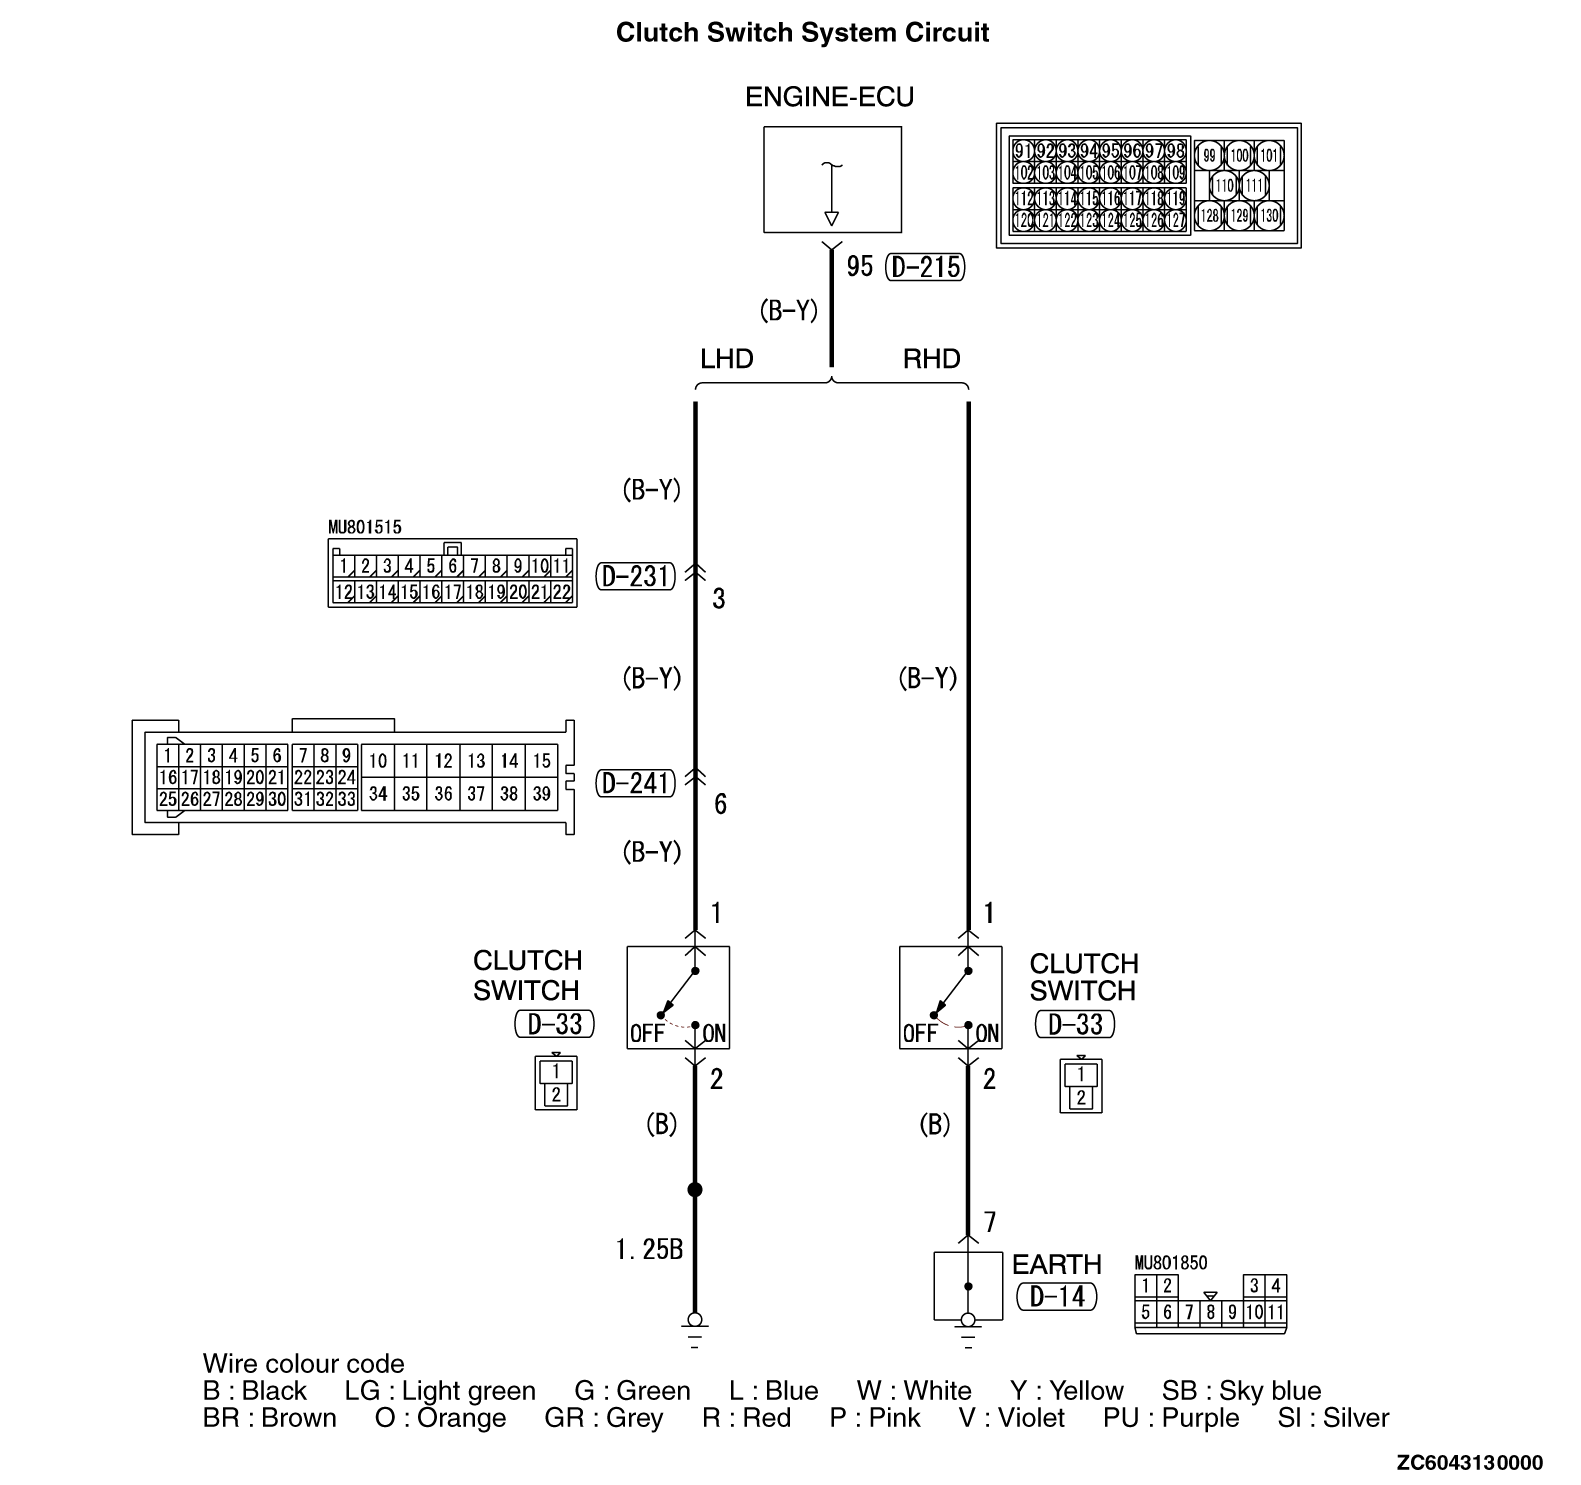 Clutch Switch System Circuit
ENGINE-ECU
91 92 93 94 95 96 97 98 99 100 101
102 103 104 105 106 107 108 109
110 111
112 113 114 115 116 117 118 119
120 121 122 123 124 125 126 127 128 129 130
95 D-215
(B-Y)
LHD RHD
(B-Y)
MU801515
1 2 3 4 5 6 7 8 9 10 11
12 13 14 15 16 17 18 19 20 21 22
D-231
3
(B-Y) (B-Y)
1 2 3 4 5 6 7 8 9 10 11 12 13 14 15
16 17 18 19 20 21 22 23 24
25 26 27 28 29 30 31 32 33 34 35 36 37 38 39
D-241
6
(B-Y)
1 1
CLUTCH
SWITCH
D-33
1
2
OFF ON
2
OFF ON
2
CLUTCH
SWITCH
D-33
1
2
(B) (B)
1.25B
7
EARTH
D-14
MU801850
1 2 3 4
5 6 7 8 9 10 11
Wire colour code
B : Black LG : Light green G : Green L : Blue W : White Y : Yellow SB : Sky blue
BR : Brown O : Orange GR : Grey R : Red P : Pink V : Violet PU : Purple SI : Silver
ZC6043130000